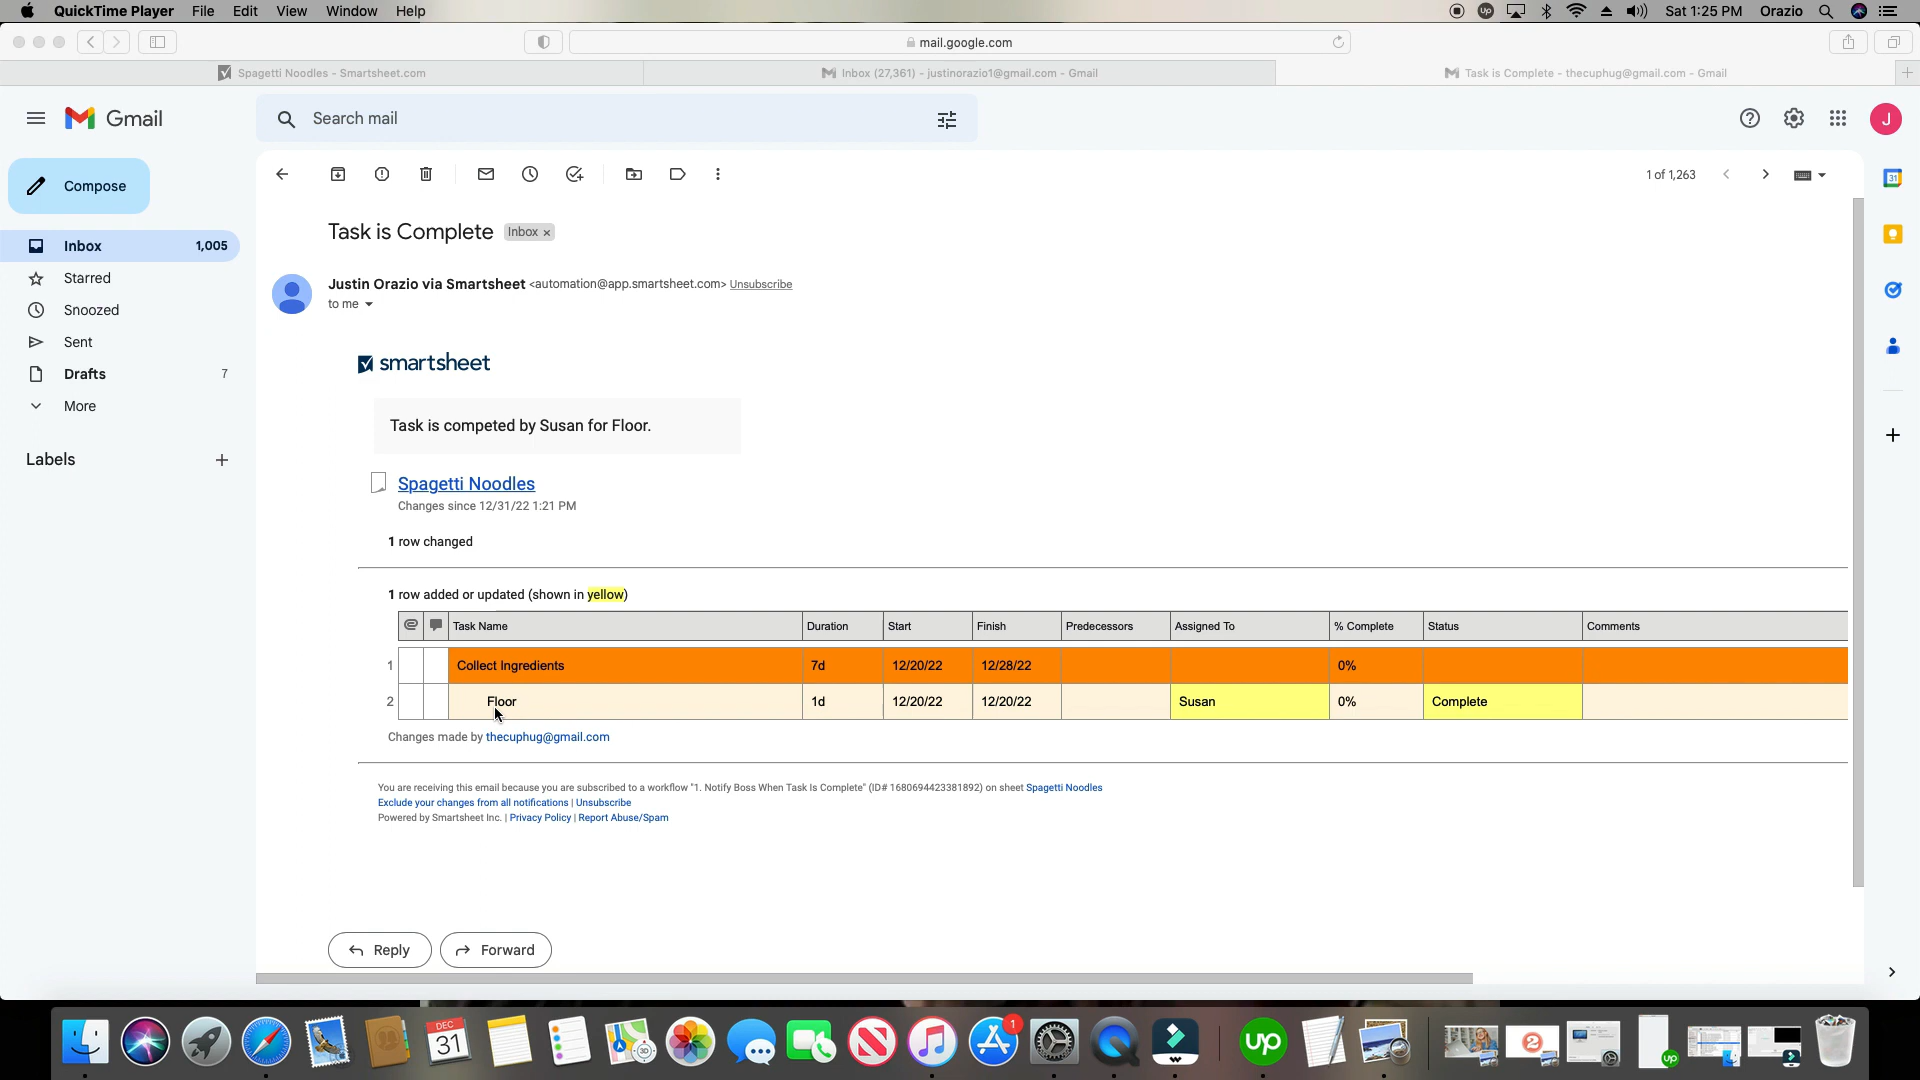 QuickTime Player File Edit View Window Help Up Sat 1:25 PM Orazio
mail.google.com
Spagetti Noodles - Smartsheet.com Inbox (27,361) - justinorazio1@gmail.com - Gmail Task is Complete - thecuphug@gmail.com - Gmail
Gmail Search mail J
Compose 1 of 1,263
31
Inbox 1,005
Starred
Snoozed
Sent
Drafts 7
More
Labels
Task is Complete Inbox x
Justin Orazio via Smartsheet <automation@app.smartsheet.com> Unsubscribe
to me
smartsheet
Task is competed by Susan for Floor.
Spagetti Noodles
Changes since 12/31/22 1:21 PM
1 row changed
1 row added or updated (shown in yellow)
Task Name Duration Start Finish Predecessors Assigned To % Complete Status Comments
1 Collect Ingredients 7d 12/20/22 12/28/22 0%
2 Floor 1d 12/20/22 12/20/22 Susan 0% Complete
Changes made by thecuphug@gmail.com
You are receiving this email because you are subscribed to a workflow "1. Notify Boss When Task Is Complete" (ID# 1680694423381892) on sheet Spagetti Noodles
Exclude your changes from all notifications | Unsubscribe
Powered by Smartsheet Inc. | Privacy Policy | Report Abuse/Spam
Reply Forward
DEC
31
3D
1
up
2
up